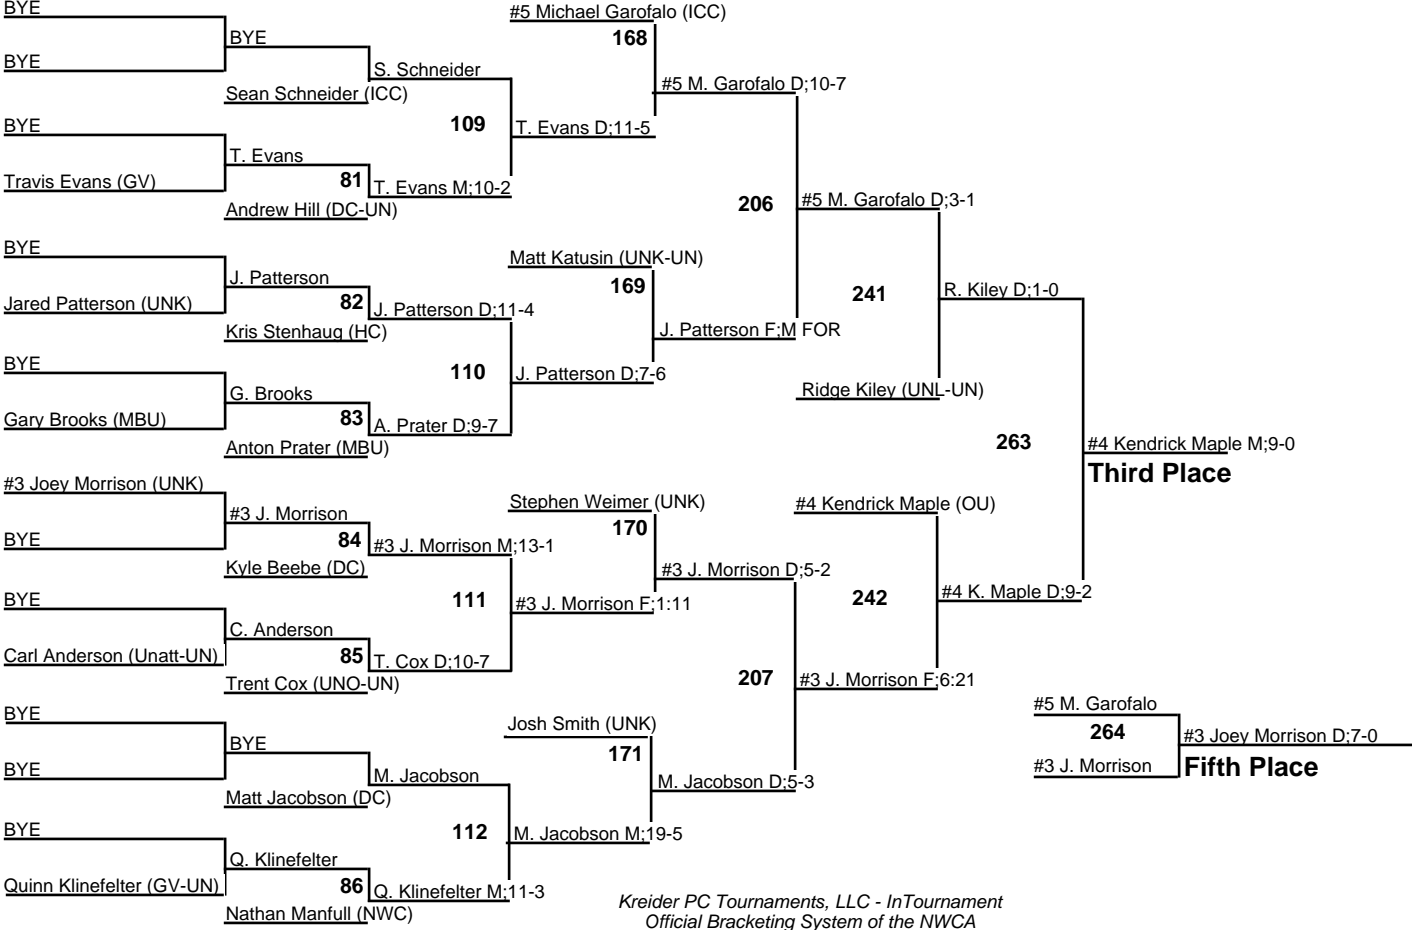 BYE
BYE
BYE
Sean Schneider (ICC)
S. Schneider
BYE
Travis Evans (GV)
T. Evans
81
Andrew Hill (DC-UN)
T. Evans M;10-2
109
T. Evans D;11-5
#5 Michael Garofalo (ICC)
168
#5 M. Garofalo D;10-7
BYE
Jared Patterson (UNK)
J. Patterson
82
Kris Stenhaug (HC)
J. Patterson D;11-4
BYE
Gary Brooks (MBU)
G. Brooks
83
Anton Prater (MBU)
A. Prater D;9-7
110
J. Patterson D;7-6
Matt Katusin (UNK-UN)
169
J. Patterson F;M FOR
206
#5 M. Garofalo D;3-1
241
Ridge Kiley (UNL-UN)
R. Kiley D;1-0
#3 Joey Morrison (UNK)
BYE
#3 J. Morrison
84
Kyle Beebe (DC)
#3 J. Morrison M;13-1
BYE
Carl Anderson (Unatt-UN)
C. Anderson
85
Trent Cox (UNO-UN)
T. Cox D;10-7
111
#3 J. Morrison F;1:11
Stephen Weimer (UNK)
170
#3 J. Morrison D;5-2
BYE
BYE
BYE
Matt Jacobson (DC)
M. Jacobson
BYE
Quinn Klinefelter (GV-UN)
Q. Klinefelter
86
Nathan Manfull (NWC)
Q. Klinefelter M;11-3
112
M. Jacobson M;19-5
Josh Smith (UNK)
171
M. Jacobson D;5-3
207
#3 J. Morrison F;6:21
#4 Kendrick Maple (OU)
242
#4 K. Maple D;9-2
263
#4 Kendrick Maple M;9-0
Third Place
#5 M. Garofalo
264
#3 J. Morrison
#3 Joey Morrison D;7-0
Fifth Place
Kreider PC Tournaments, LLC - InTournament
Official Bracketing System of the NWCA